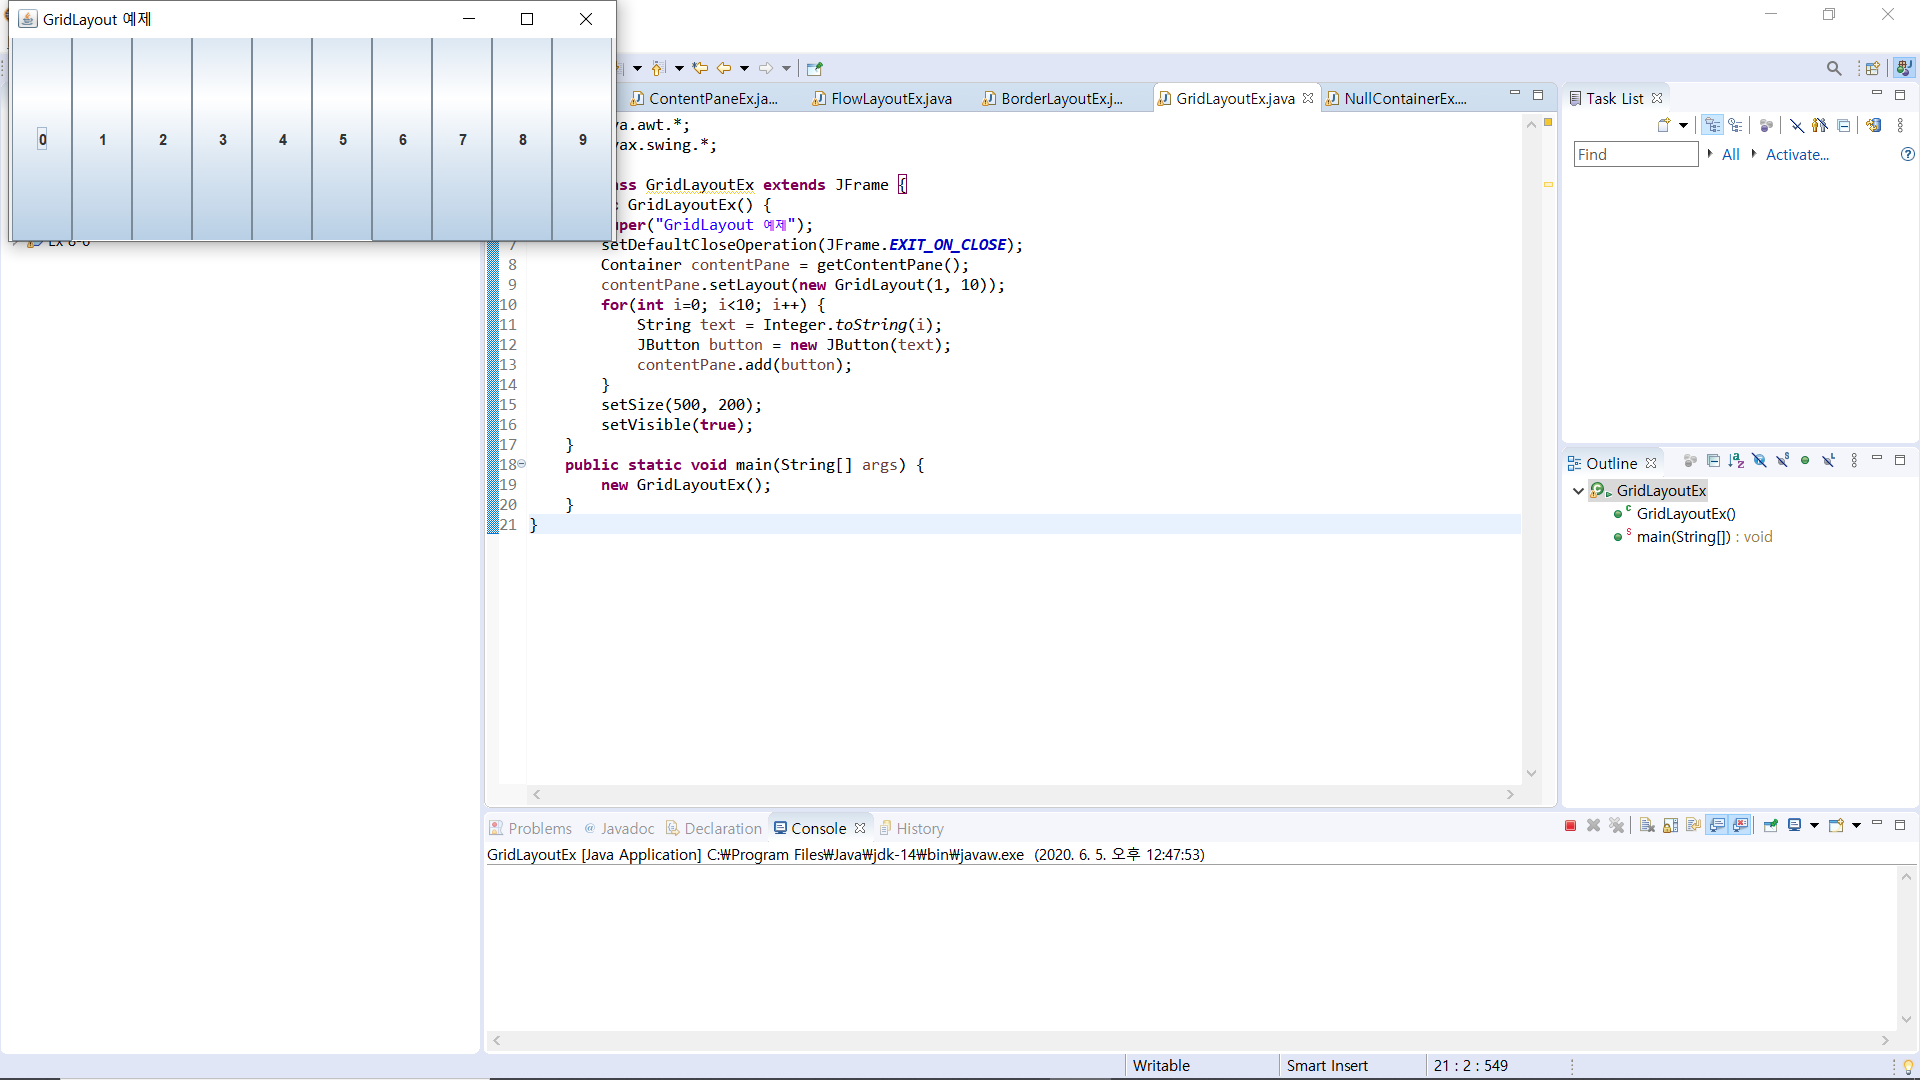 GridLayout 예제
0 1 2 3 4 5 6 7 8 9
ContentPaneEx.ja...
FlowLayoutEx.java
BorderLayoutEx.j...
GridLayoutEx.java
NullContainerEx....
va.awt.*;
vax.swing.*;
ass GridLayoutEx extends JFrame {
GridLayoutEx() {
uper("GridLayout 예제");
7 setDefaultCloseOperation(JFrame.EXIT_ON_CLOSE);
8 Container contentPane = getContentPane();
9 contentPane.setLayout(new GridLayout(1, 10));
10 for(int i=0; i<10; i++) {
11 String text = Integer.toString(i);
12 JButton button = new JButton(text);
13 contentPane.add(button);
14 }
15 setSize(500, 200);
16 setVisible(true);
17 }
18 public static void main(String[] args) {
19 new GridLayoutEx();
20 }
21 }
Task List
Find
All
Activate...
Outline
GridLayoutEx
GridLayoutEx()
main(String[]) : void
Problems
@ Javadoc
Declaration
Console
History
GridLayoutEx [Java Application] C:₩Program Files₩Java₩jdk-14₩bin₩javaw.exe (2020. 6. 5. 오후 12:47:53)
Writable
Smart Insert
21 : 2 : 549